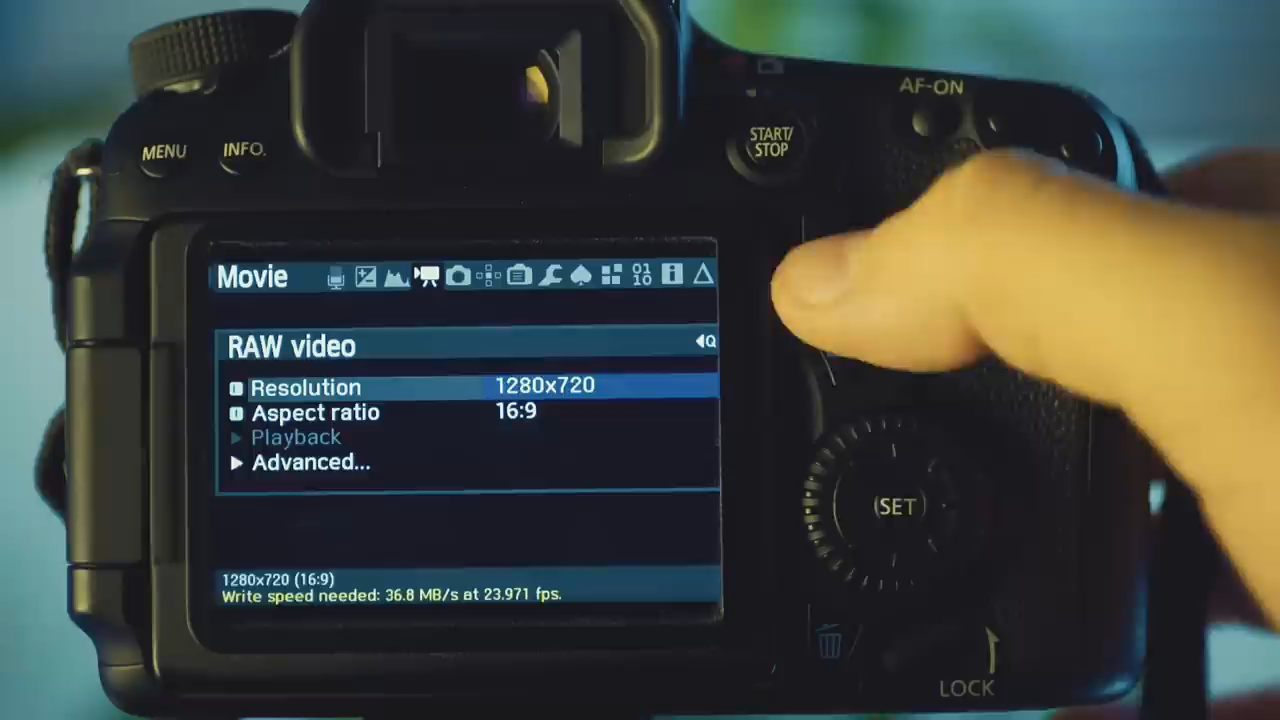 AF-ON
MENU
INFO.
START/
STOP
Movie
RAW video
Q
Resolution 1280x720
Aspect ratio 16:9
Playback
Advanced...
SET
1280x720 (16:9)
Write speed needed: 36.8 MB/s at 23.971 fps.
LOCK